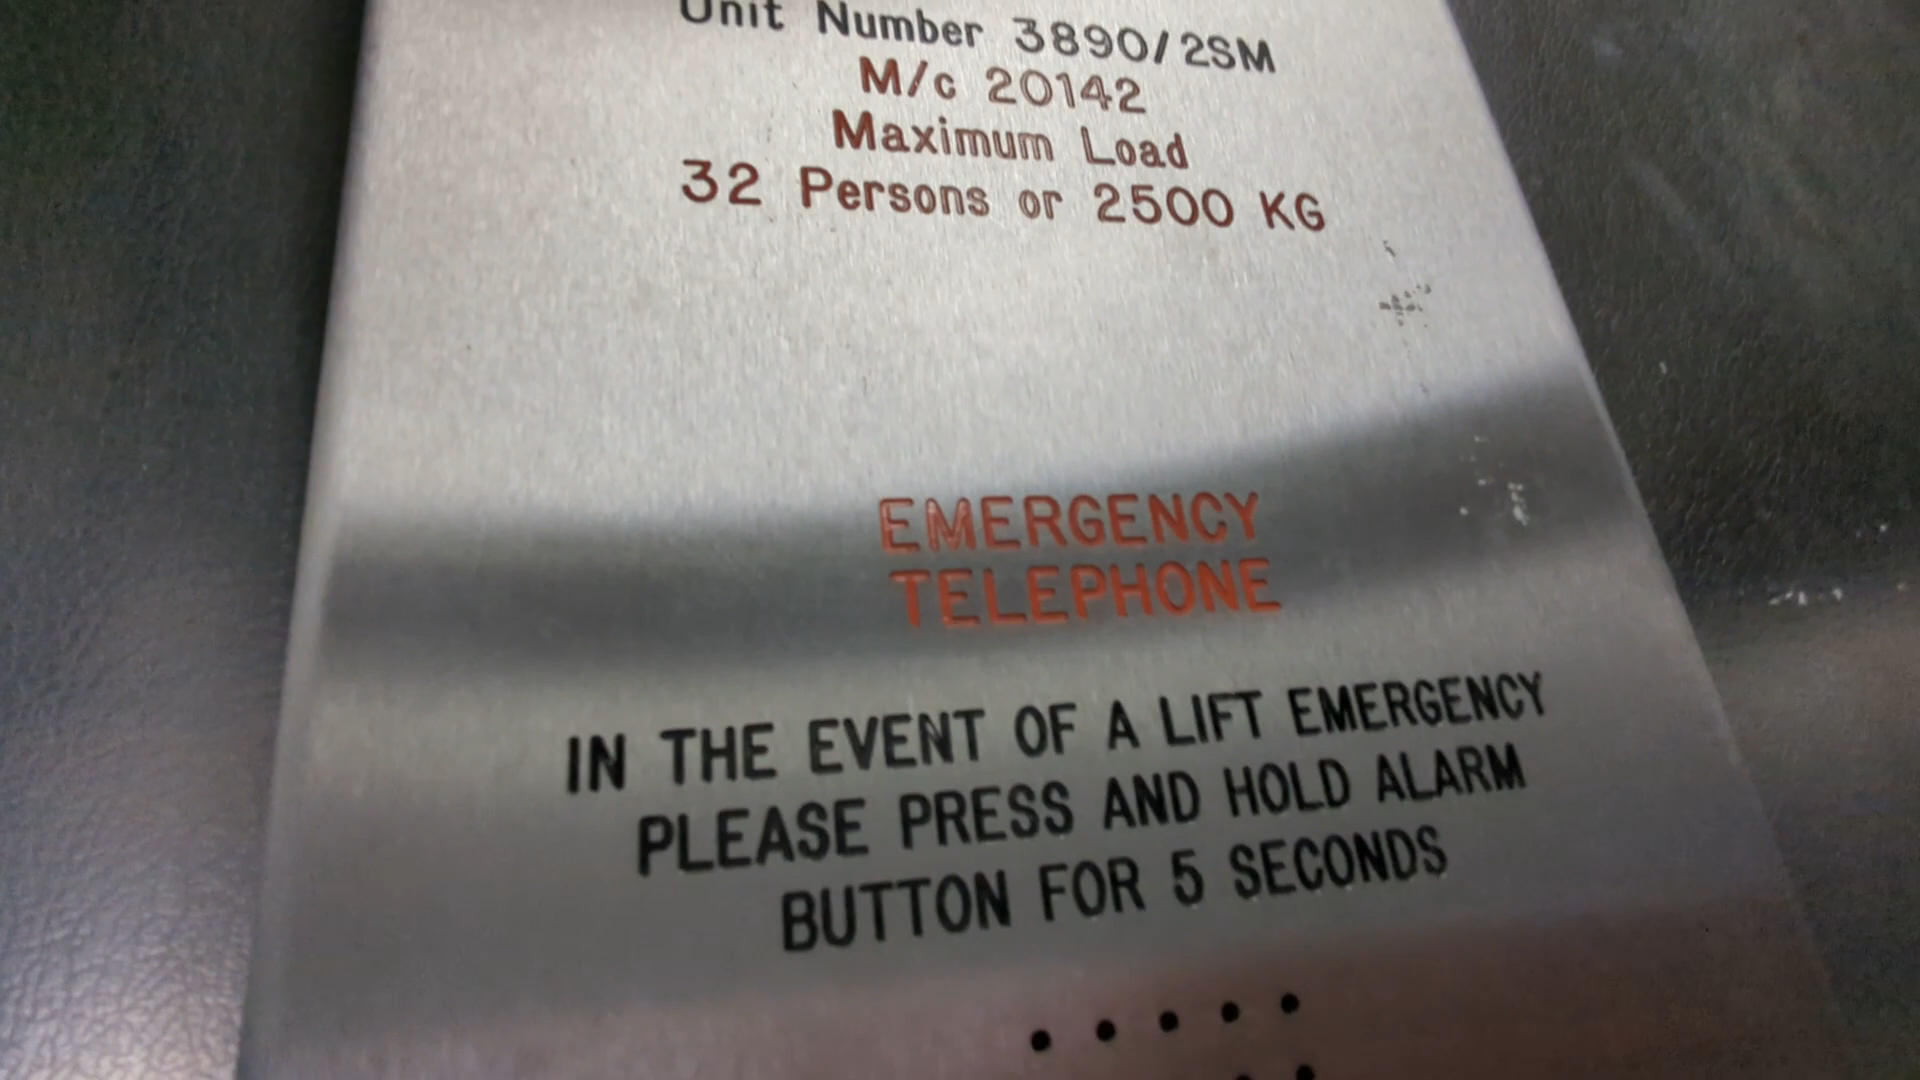 Unit Number 3890/2SM
M/c 20142
Maximum Load
32 Persons or 2500 KG
EMERGENCY
TELEPHONE
IN THE EVENT OF A LIFT EMERGENCY
PLEASE PRESS AND HOLD ALARM
BUTTON FOR 5 SECONDS